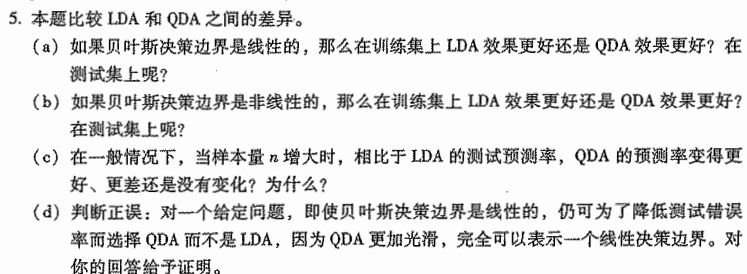 5. 本题比较 LDA 和 QDA 之间的差异。
(a) 如果贝叶斯决策边界是线性的，那么在训练集上 LDA 效果更好还是 QDA 效果更好？在
测试集上呢？
(b) 如果贝叶斯决策边界是非线性的，那么在训练集上 LDA 效果更好还是 QDA 效果更好？
在测试集上呢？
(c) 在一般情况下，当样本量 n 增大时，相比于 LDA 的测试预测率，QDA 的预测率变得更
好、更差还是没有变化？为什么？
(d) 判断正误：对一个给定问题，即使贝叶斯决策边界是线性的，仍可为了降低测试错误
率而选择 QDA 而不是 LDA，因为 QDA 更加光滑，完全可以表示一个线性决策边界。对
你的回答给予证明。